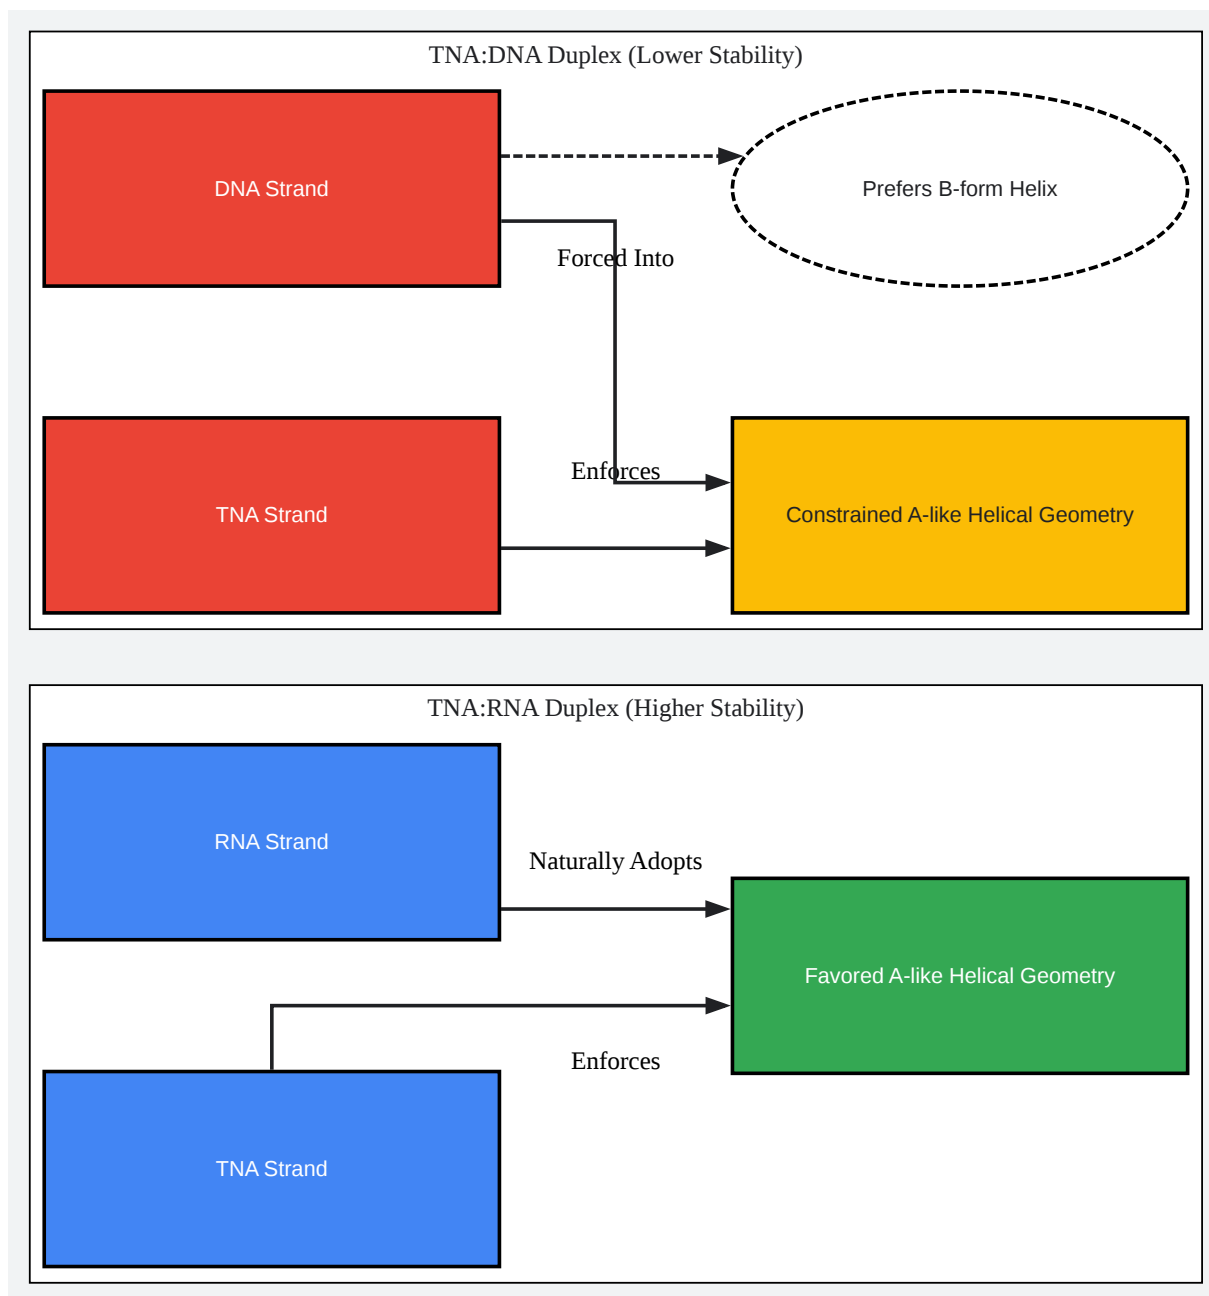 TNA:DNA Duplex (Lower Stability)
DNA Strand
Prefers B-form Helix
Forced Into
Enforces
TNA Strand
Constrained A-like Helical Geometry
TNA:RNA Duplex (Higher Stability)
RNA Strand
Naturally Adopts
Favored A-like Helical Geometry
Enforces
TNA Strand